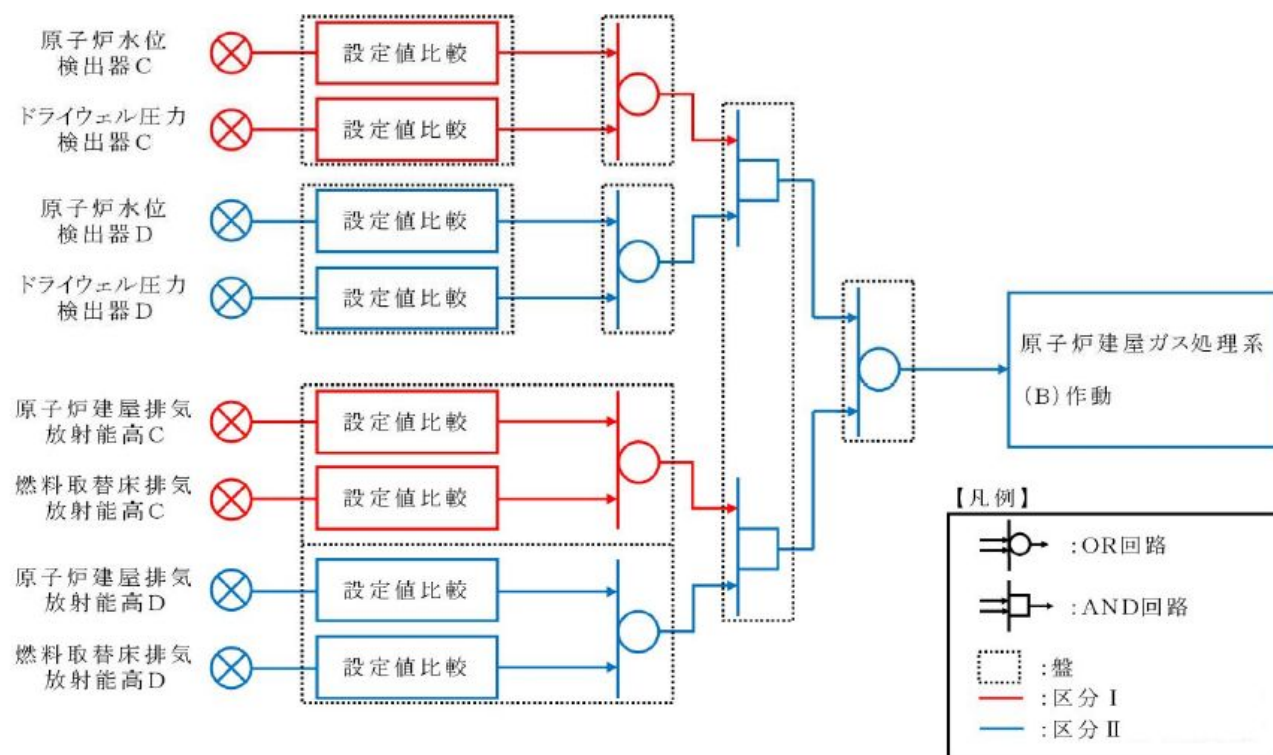 原子炉水位
検出器C
設定値比較
ドライウェル圧力
検出器C
設定値比較
原子炉水位
検出器D
設定値比較
ドライウェル圧力
検出器D
設定値比較
原子炉建屋排気
放射能高C
設定値比較
燃料取替床排気
放射能高C
設定値比較
原子炉建屋排気
放射能高D
設定値比較
燃料取替床排気
放射能高D
設定値比較
原子炉建屋ガス処理系
(B)作動
【凡例】
:OR回路
:AND回路
:盤
:区分Ⅰ
:区分Ⅱ